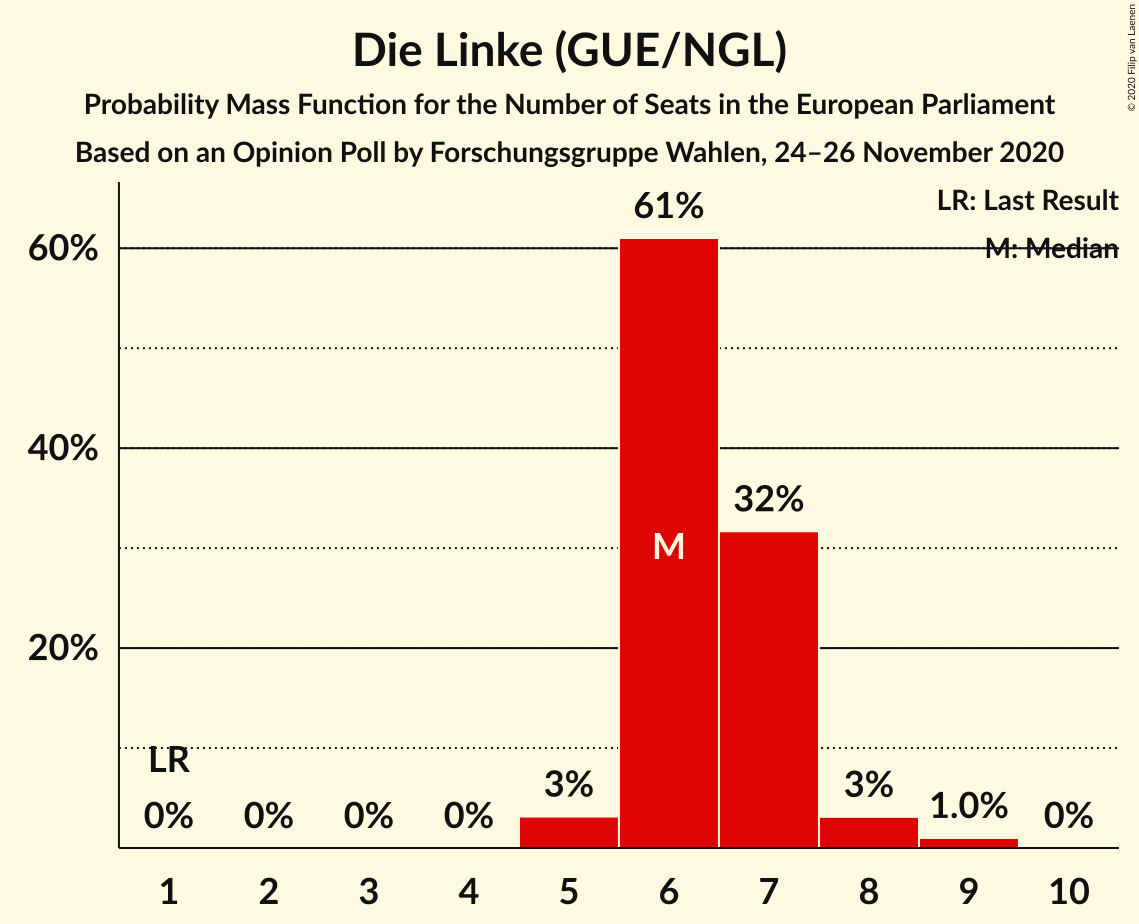 Die Linke (GUE/NGL)
Probability Mass Function for the Number of Seats in the European Parliament
Based on an Opinion Poll by Forschungsgruppe Wahlen, 24–26 November 2020
© 2020 Filip van Laenen
LR: Last Result
M: Median
60%
40%
20%
61%
M
32%
LR
0%
0%
0%
0%
3%
3%
1.0%
0%
1
2
3
4
5
6
7
8
9
10